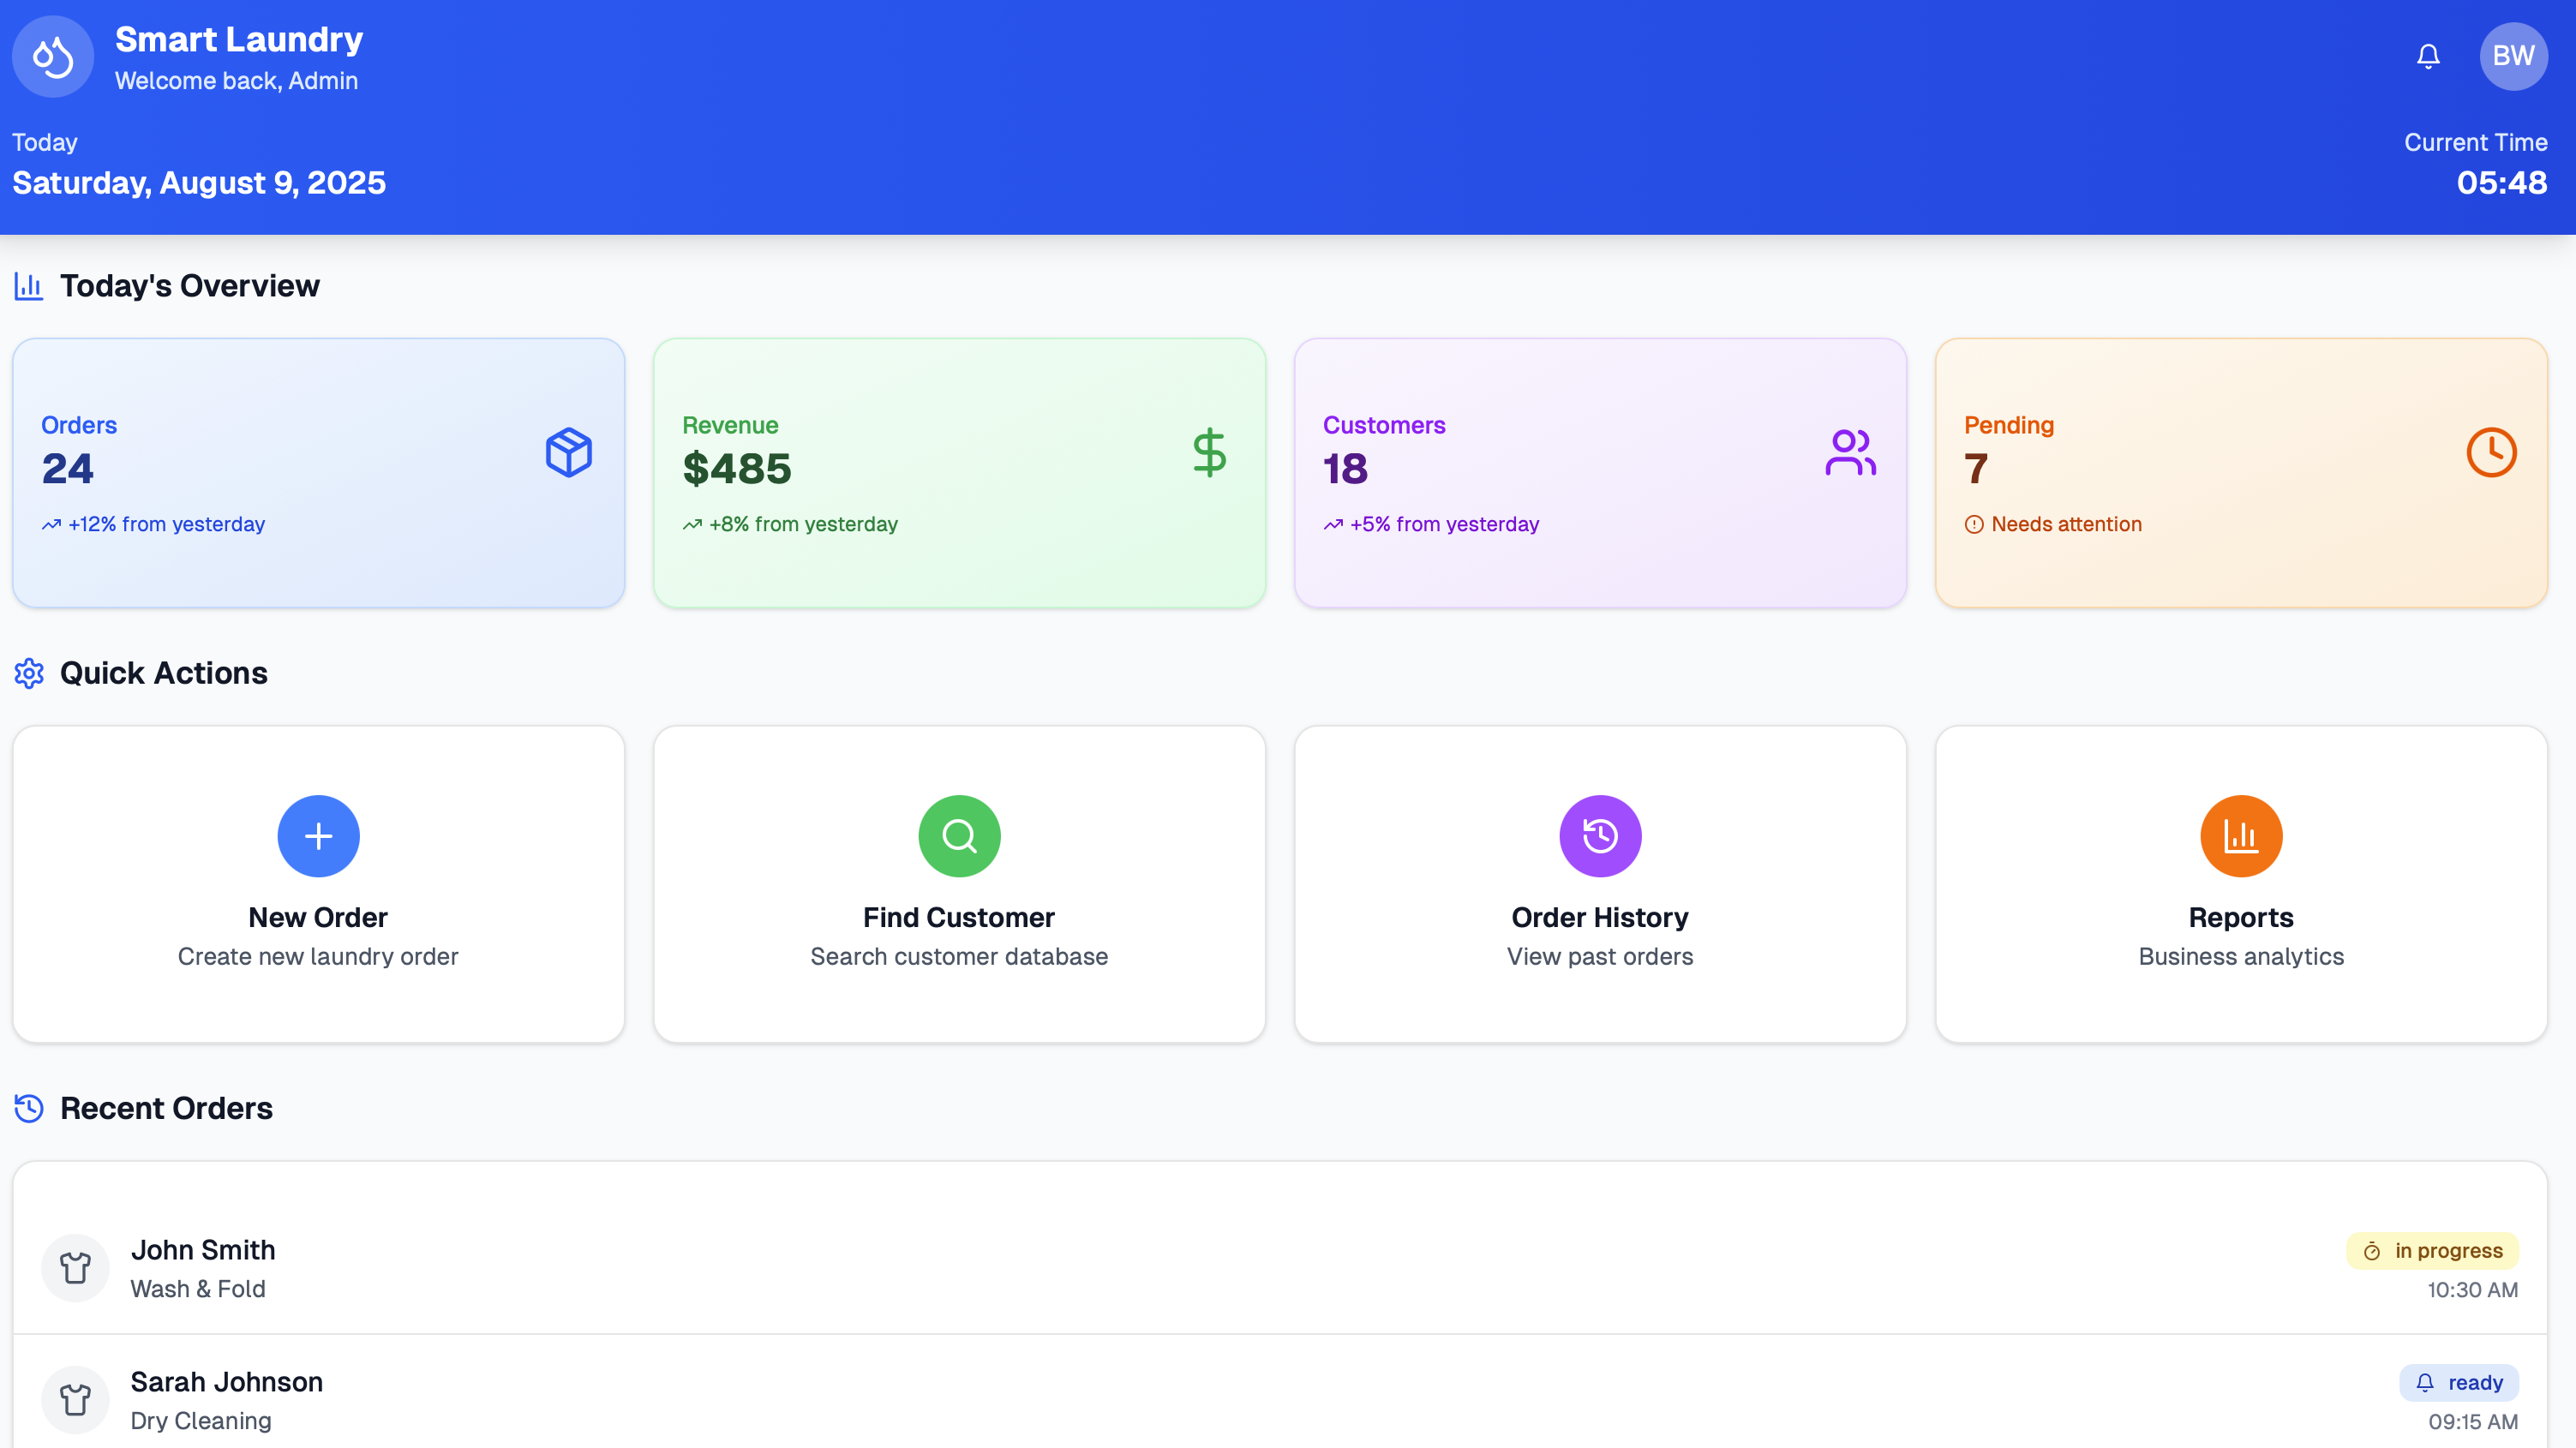 Smart Laundry
Welcome back, Admin
BW
Today
Saturday, August 9, 2025
Current Time
05:48
Today's Overview
Orders
24
+12% from yesterday
Revenue
$485
+8% from yesterday
Customers
18
+5% from yesterday
Pending
7
Needs attention
Quick Actions
New Order
Create new laundry order
Find Customer
Search customer database
Order History
View past orders
Reports
Business analytics
Recent Orders
John Smith
Wash & Fold
in progress
10:30 AM
Sarah Johnson
Dry Cleaning
ready
09:15 AM